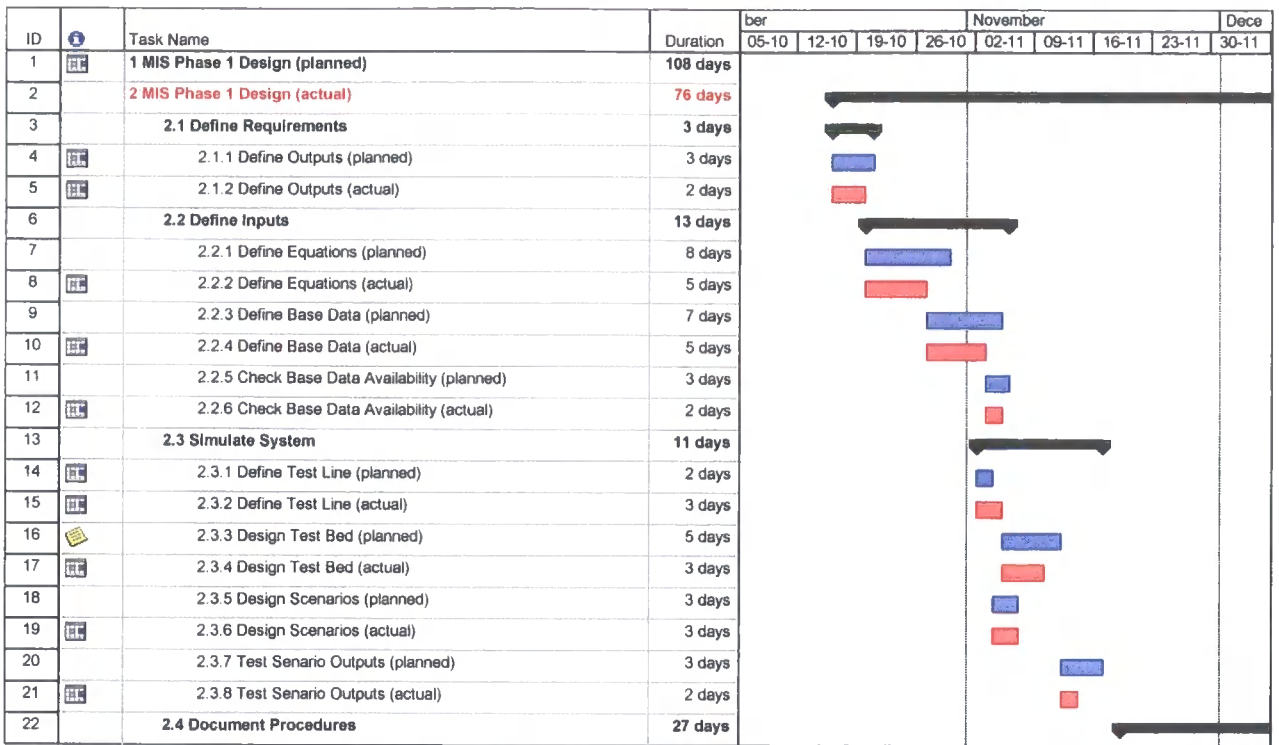 ber November Dece
ID Task Name Duration 05-10 12-10 19-10 26-10 02-11 09-11 16-11 23-11 30-11
1 1 MIS Phase 1 Design (planned) 108 days
2 2 MIS Phase 1 Design (actual) 76 days
3 2.1 Define Requirements 3 days
4 2.1.1 Define Outputs (planned) 3 days
5 2.1.2 Define Outputs (actual) 2 days
6 2.2 Define Inputs 13 days
7 2.2.1 Define Equations (planned) 8 days
8 2.2.2 Define Equations (actual) 5 days
9 2.2.3 Define Base Data (planned) 7 days
10 2.2.4 Define Base Data (actual) 5 days
11 2.2.5 Check Base Data Availability (planned) 3 days
12 2.2.6 Check Base Data Availability (actual) 2 days
13 2.3 Simulate System 11 days
14 2.3.1 Define Test Line (planned) 2 days
15 2.3.2 Define Test Line (actual) 3 days
16 2.3.3 Design Test Bed (planned) 5 days
17 2.3.4 Design Test Bed (actual) 3 days
18 2.3.5 Design Scenarios (planned) 3 days
19 2.3.6 Design Scenarios (actual) 3 days
20 2.3.7 Test Senario Outputs (planned) 3 days
21 2.3.8 Test Senario Outputs (actual) 2 days
22 2.4 Document Procedures 27 days